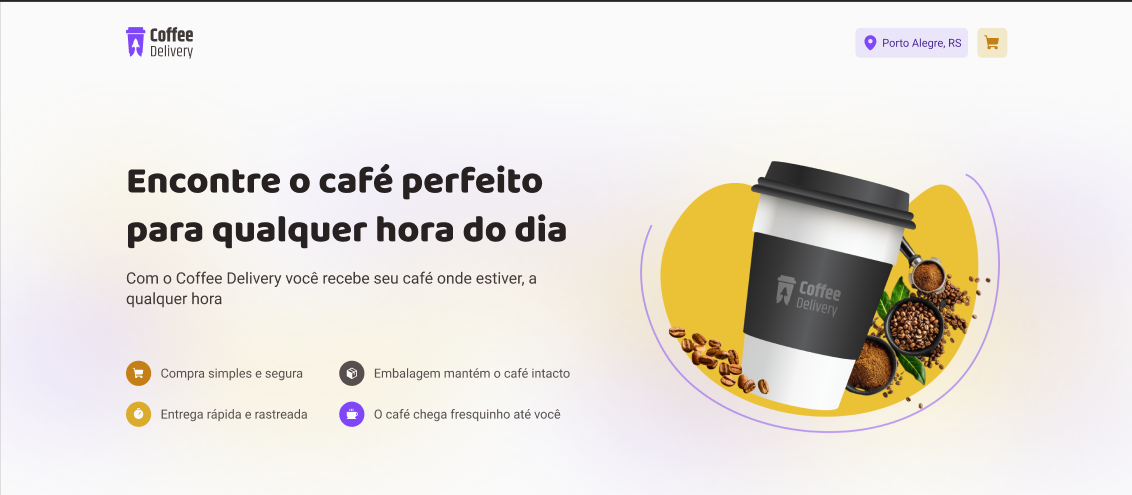 Coffee
Delivery
Porto Alegre, RS
Encontre o café perfeito
para qualquer hora do dia
Com o Coffee Delivery você recebe seu café onde estiver, a
qualquer hora
Coffee
Delivery
Compra simples e segura
Embalagem mantém o café intacto
Entrega rápida e rastreada
O café chega fresquinho até você